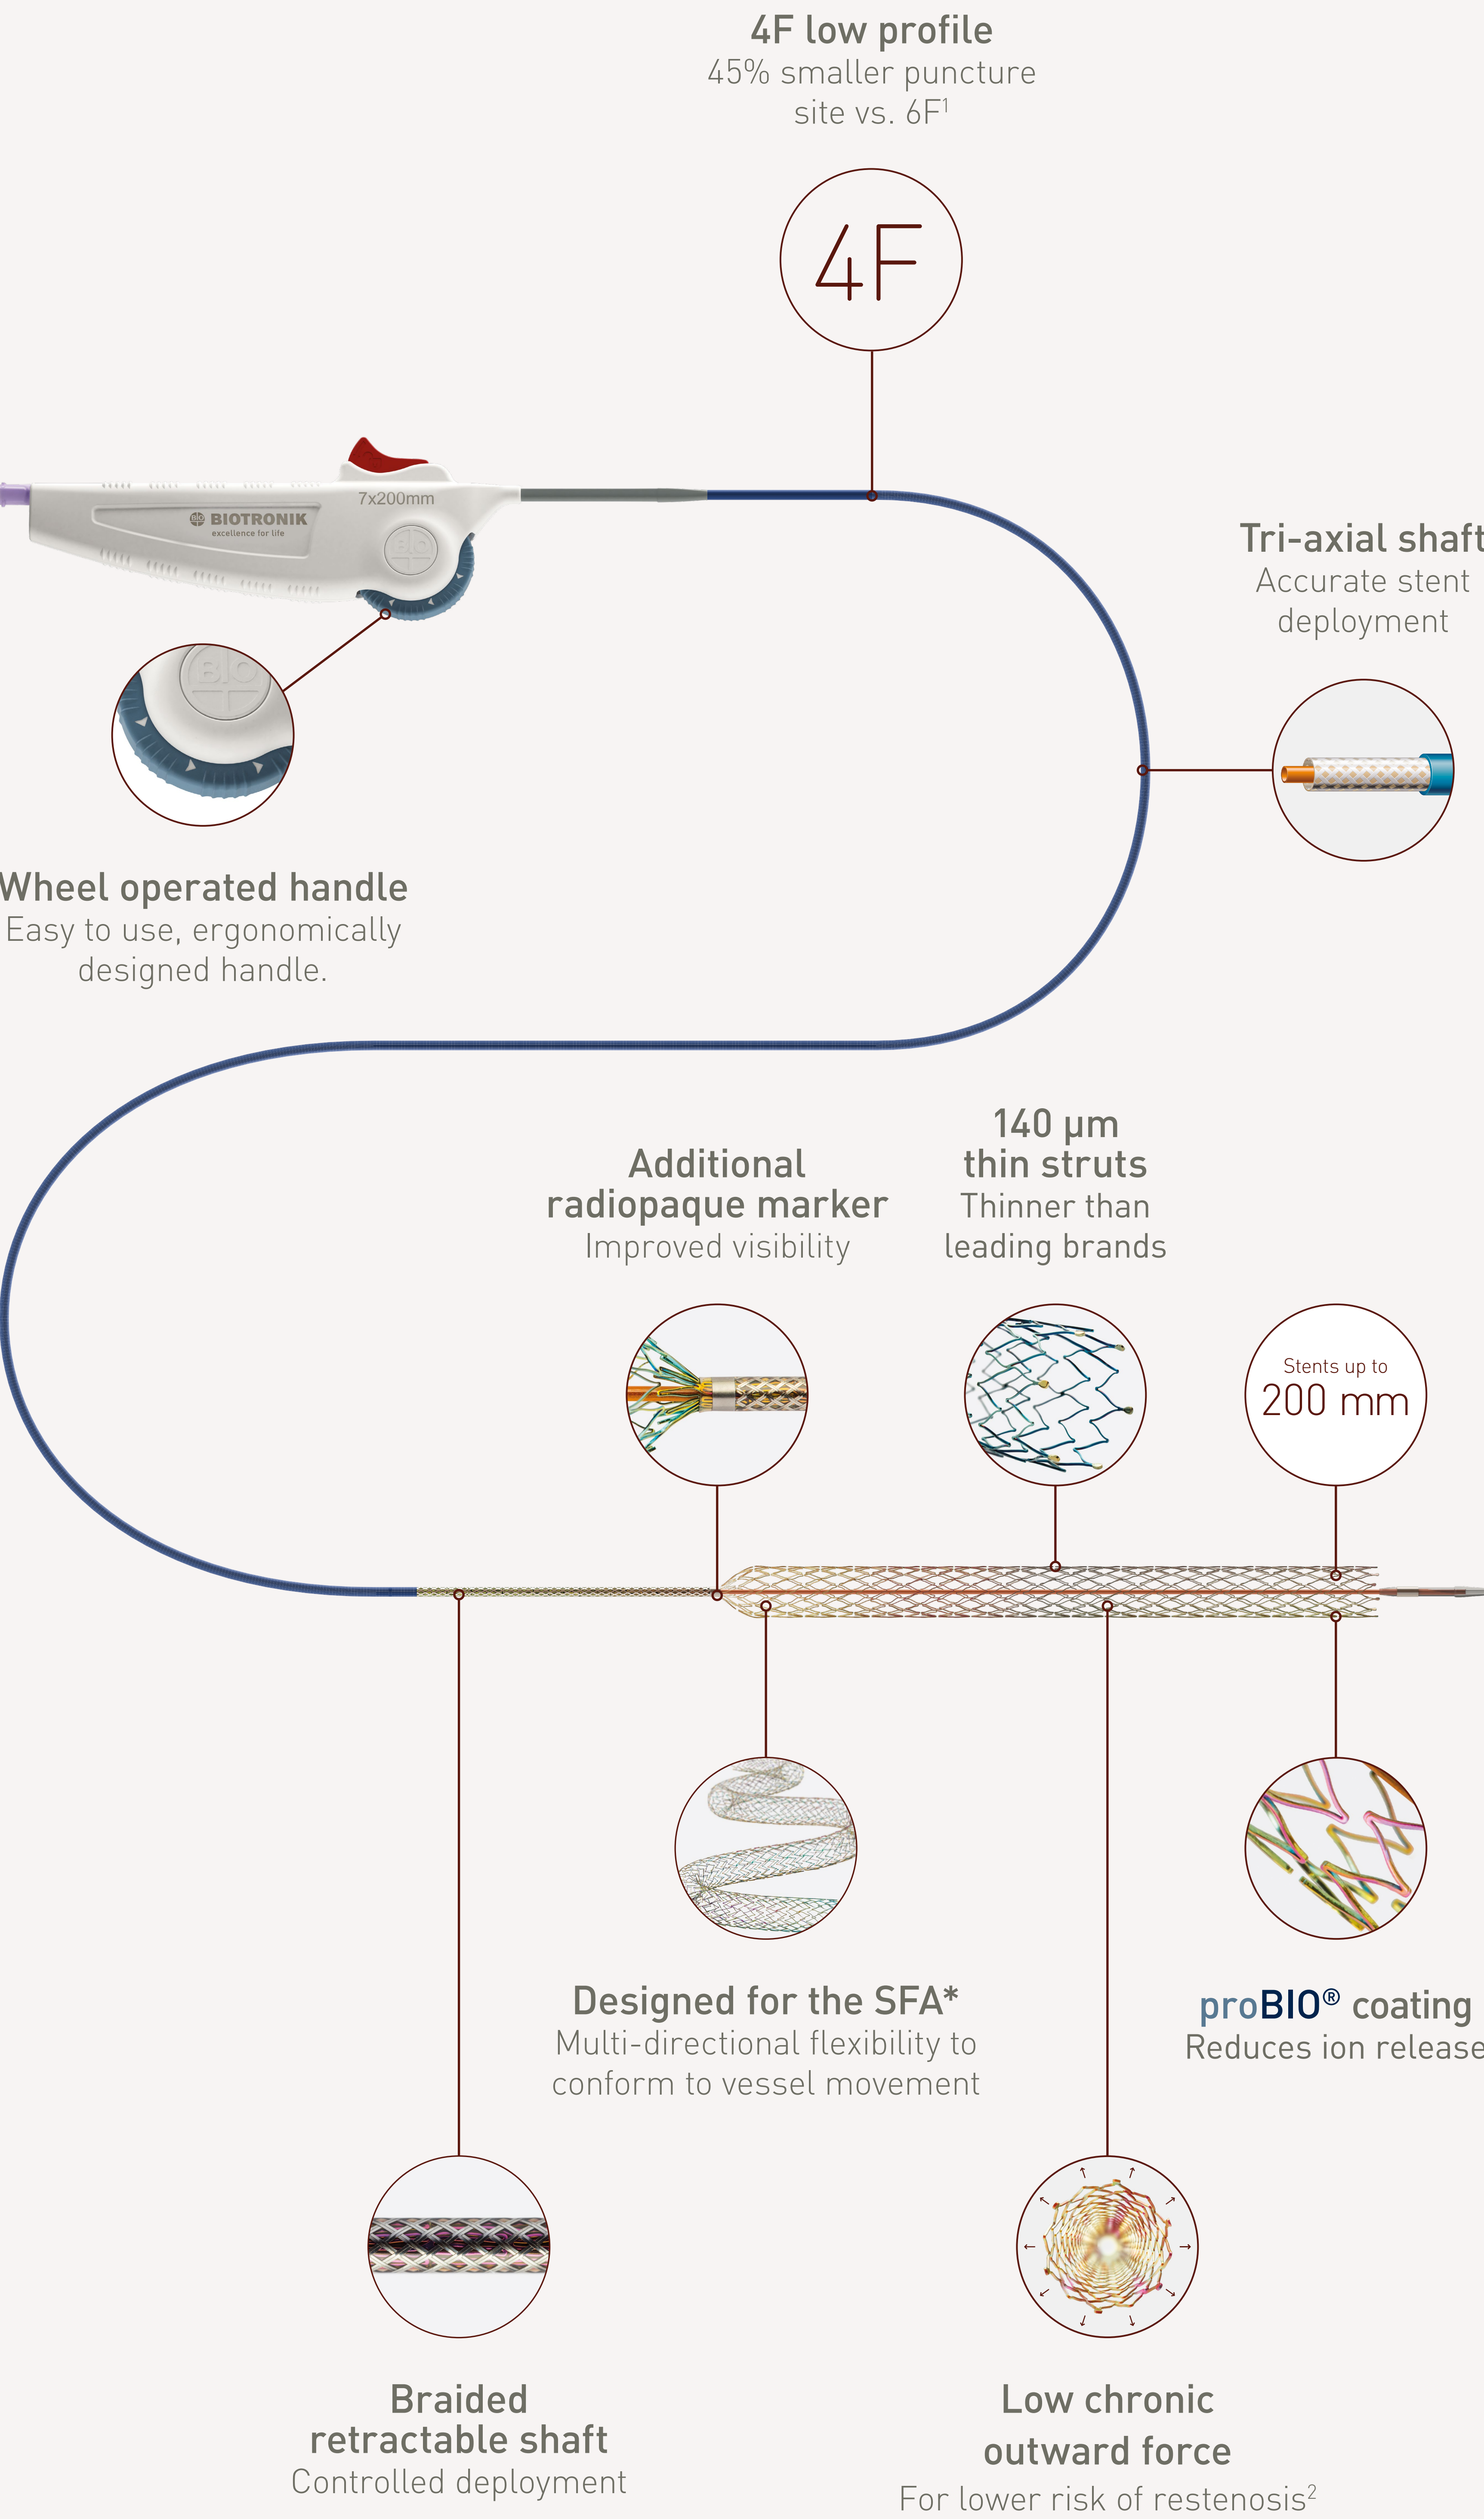 4F low profile
45% smaller puncture
site vs. 6F¹
4F
7x200mm
BIO BIOTRONIK
excellence for life
BIO
Tri-axial shaft
Accurate stent
deployment
BIO
Wheel operated handle
Easy to use, ergonomically
designed handle.
Additional
radiopaque marker
Improved visibility
140 µm
thin struts
Thinner than
leading brands
Stents up to
200 mm
Designed for the SFA*
Multi-directional flexibility to
conform to vessel movement
proBIO® coating
Reduces ion release
Braided
retractable shaft
Controlled deployment
Low chronic
outward force
For lower risk of restenosis²